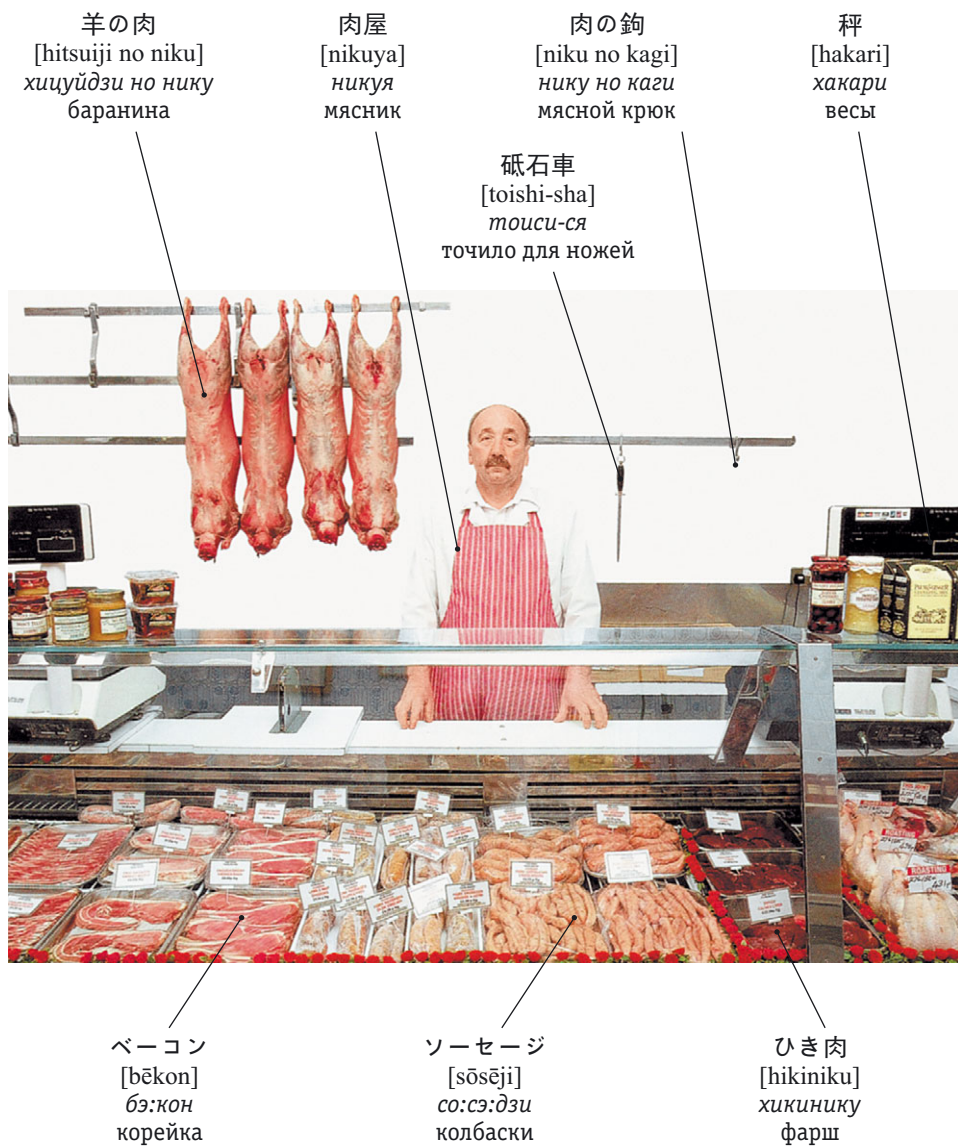 羊の肉
[hitsuiji no niku]
хицуйдзи но нику
баранина
肉屋
[nikuya]
никуя
мясник
肉の鉤
[niku no kagi]
нику но каги
мясной крюк
秤
[hakari]
хакари
весы
砥石車
[toishi-sha]
тоиси-ся
точило для ножей
ROASTING
ROASTING
ベーコン
[bēkon]
бэ:кон
корейка
ソーセージ
[sōsēji]
со:сэ:дзи
колбаски
ひき肉
[hikiniku]
хикинику
фарш